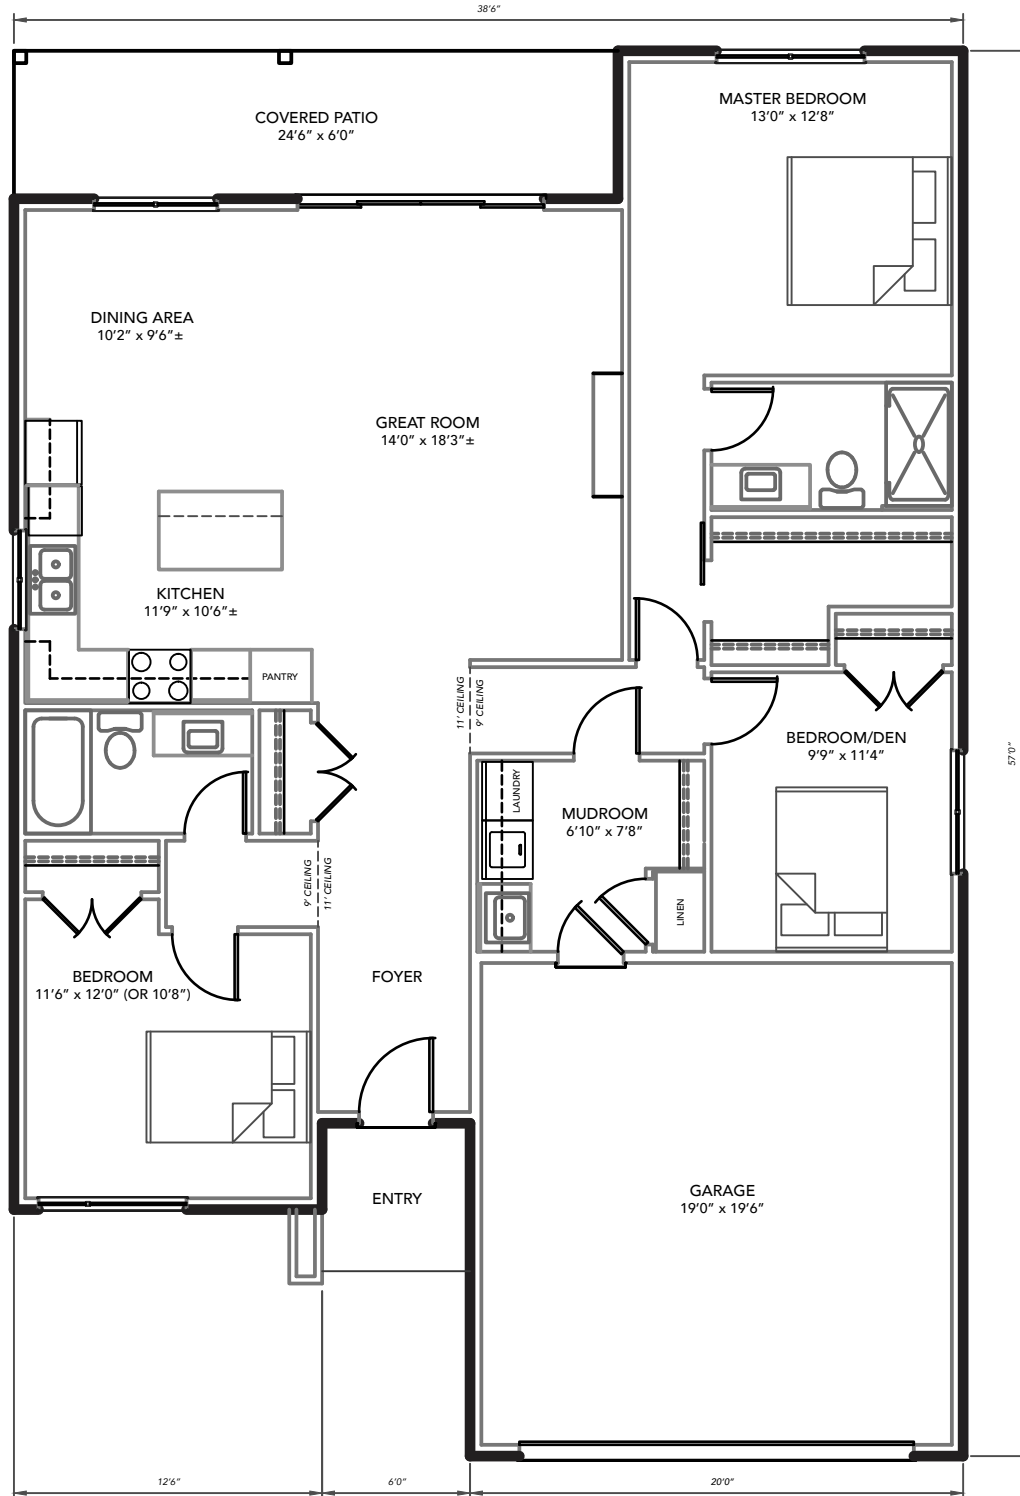 38'6"
MASTER BEDROOM
13'0" x 12'8"
COVERED PATIO
24'6" x 6'0"
DINING AREA
10'2" x 9'6"±
GREAT ROOM
14'0" x 18'3"±
KITCHEN
11'9" x 10'6"±
PANTRY
11' CEILING
9' CEILING
BEDROOM/DEN
9'9" x 11'4"
57'0"
LAUNDRY
MUDROOM
6'10" x 7'8"
9' CEILING
11' CEILING
LINEN
BEDROOM
11'6" x 12'0" (OR 10'8")
FOYER
ENTRY
GARAGE
19'0" x 19'6"
12'6"
6'0"
20'0"